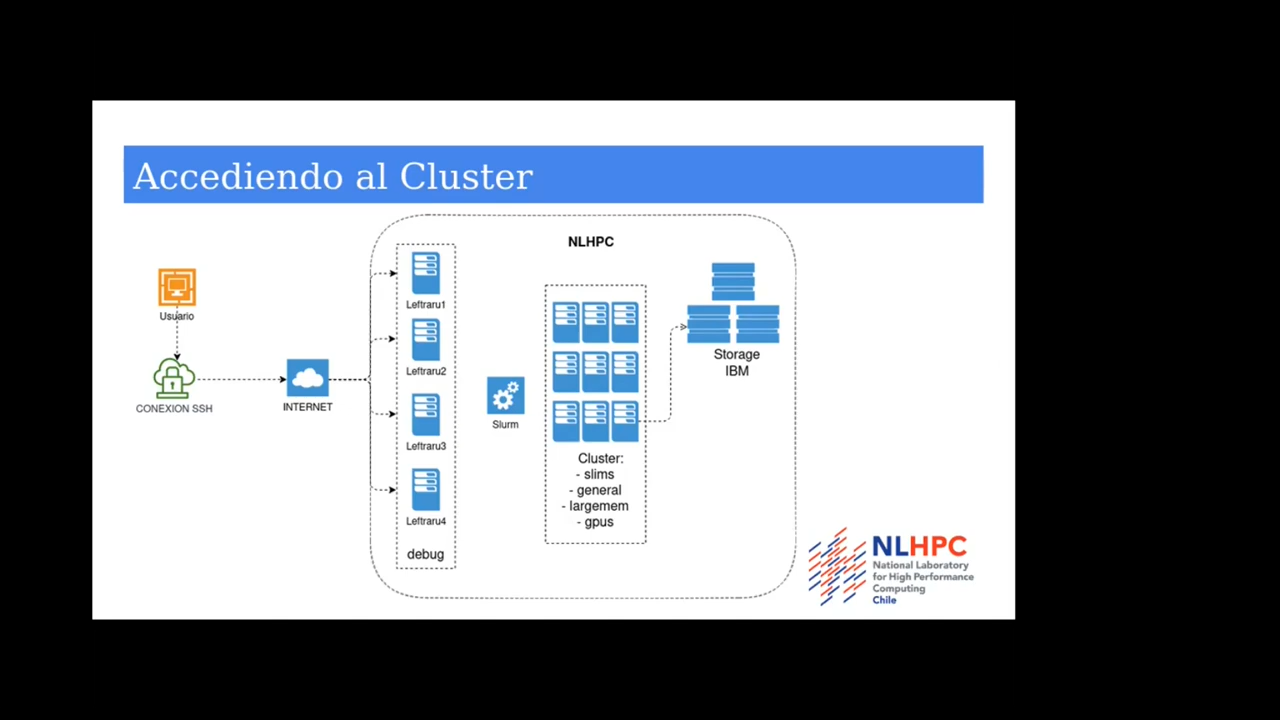 Accediendo al Cluster
NLHPC
Usuario
CONEXION SSH
INTERNET
Leftraru1
Leftraru2
Leftraru3
Leftraru4
debug
Slurm
Cluster:
- slims
- general
- largemem
- gpus
Storage
IBM
NLHPC
National Laboratory
for High Performance
Computing
Chile